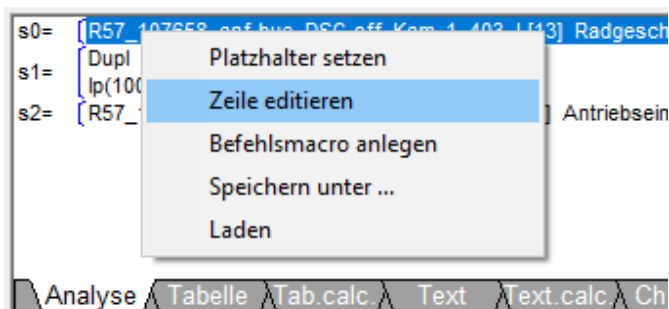 s0= [R57_107658_anf_bue_DSC_off_Kom_1_403_l [13] Radgesch
s1= Dupl
lp(100
s2= [R57_ ] Antriebsein
Platzhalter setzen
Zeile editieren
Befehlsmacro anlegen
Speichern unter ...
Laden
Analyse Tabelle Tab.calc. Text Text.calc Ch